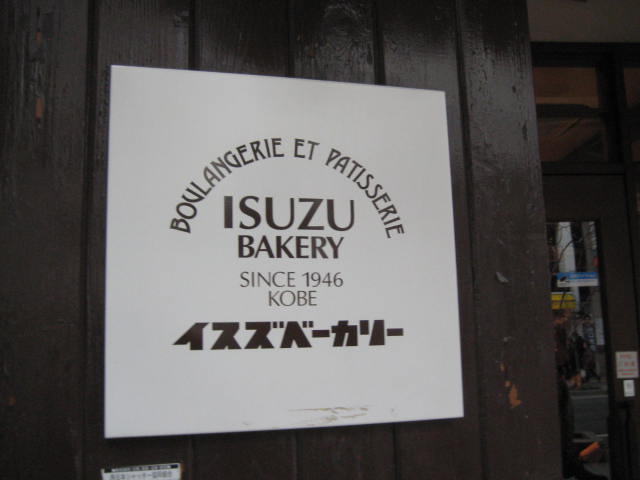 BOULANGERIE ET PATISSERIE
ISUZU
BAKERY
SINCE 1946
KOBE
イスズベーカリー